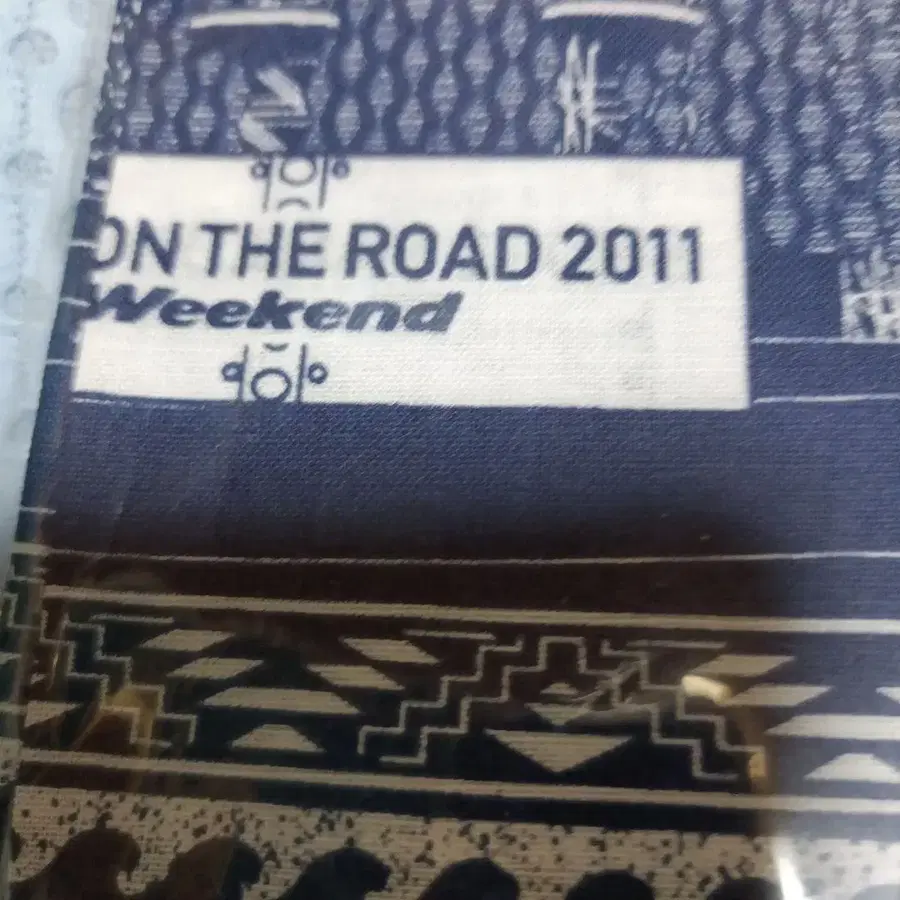 ON THE ROAD 2011
Weekend